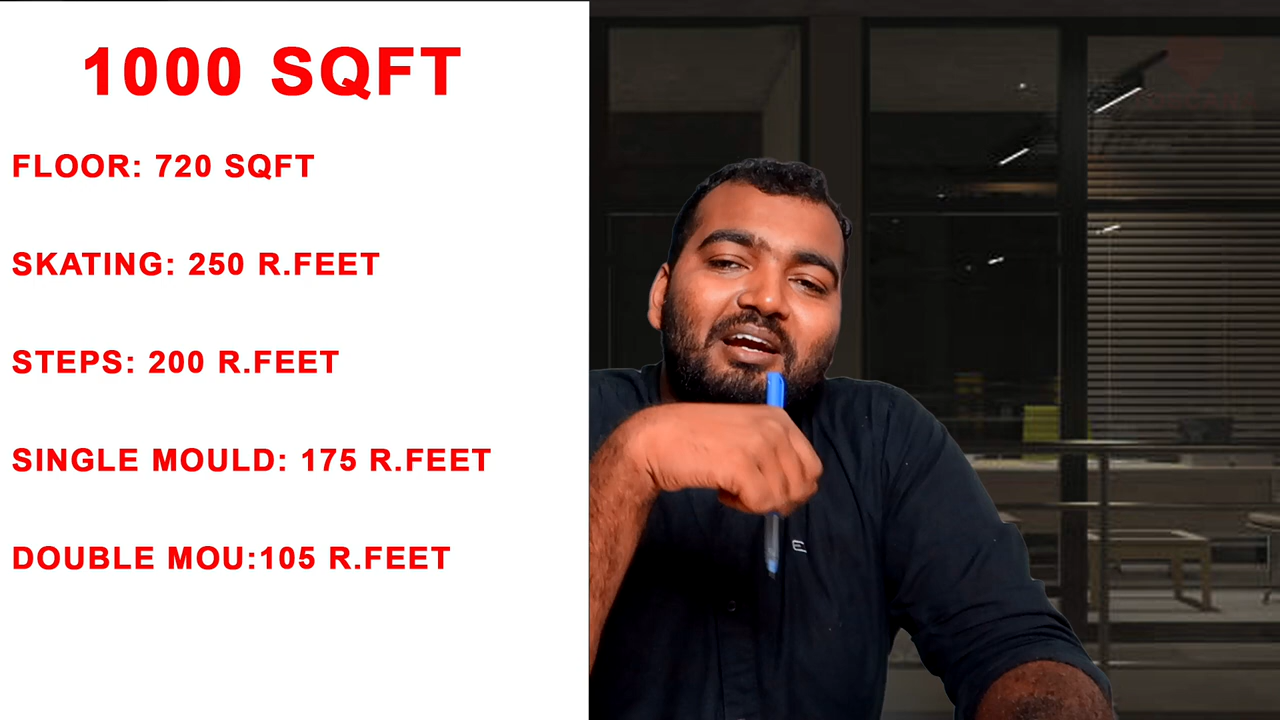 1000 SQFT
FLOOR: 720 SQFT
SKATING: 250 R.FEET
STEPS: 200 R.FEET
SINGLE MOULD: 175 R.FEET
DOUBLE MOU:105 R.FEET